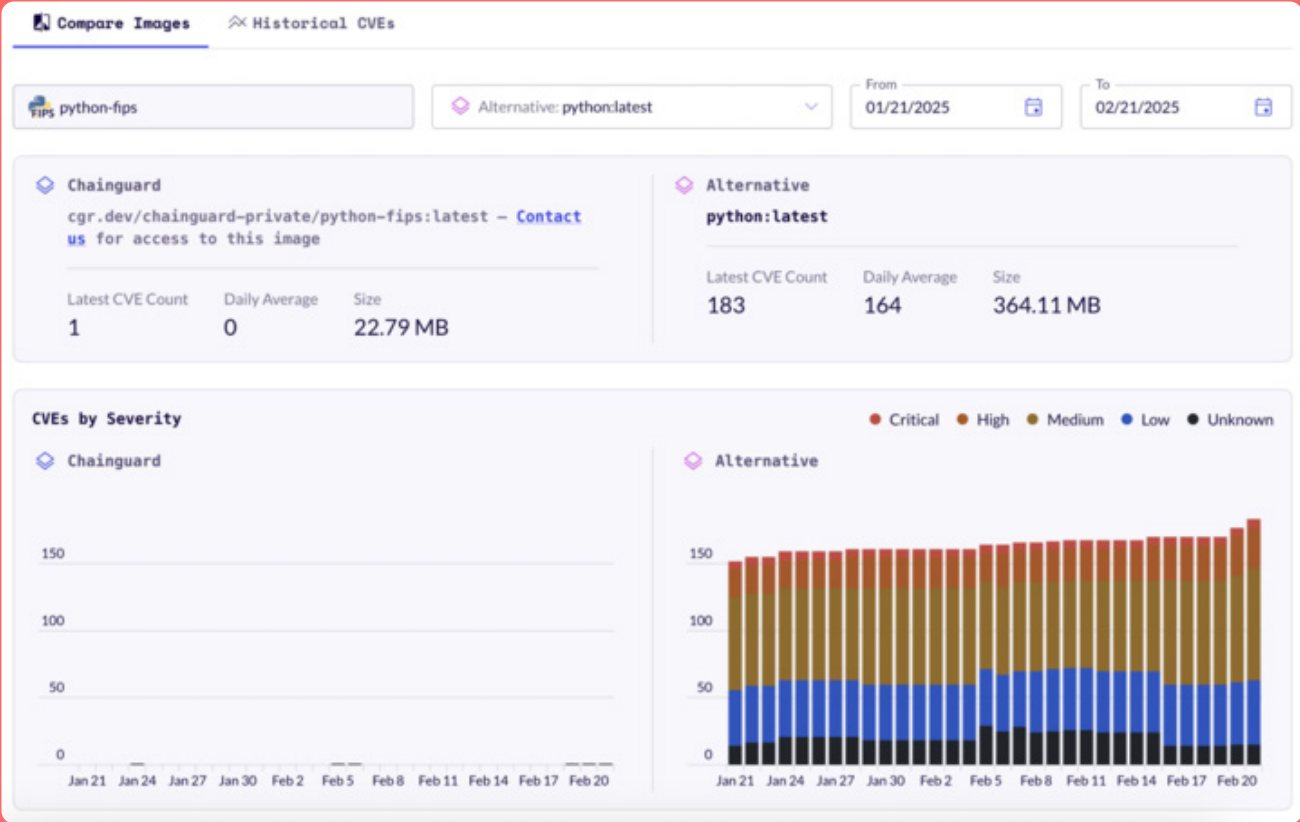 Compare Images
Historical CVEs
FIPS python-fips
Alternative: python:latest
From
01/21/2025
To
02/21/2025
Chainguard
cgr.dev/chainguard-private/python-fips:latest – Contact
us for access to this image
Latest CVE Count
Daily Average
Size
1
0
22.79 MB
Alternative
python:latest
Latest CVE Count
Daily Average
Size
183
164
364.11 MB
CVEs by Severity
Critical
High
Medium
Low
Unknown
Chainguard
150
100
50
0
Jan 21
Jan 24
Jan 27
Jan 30
Feb 2
Feb 5
Feb 8
Feb 11
Feb 14
Feb 17
Feb 20
Alternative
150
100
50
0
Jan 21
Jan 24
Jan 27
Jan 30
Feb 2
Feb 5
Feb 8
Feb 11
Feb 14
Feb 17
Feb 20